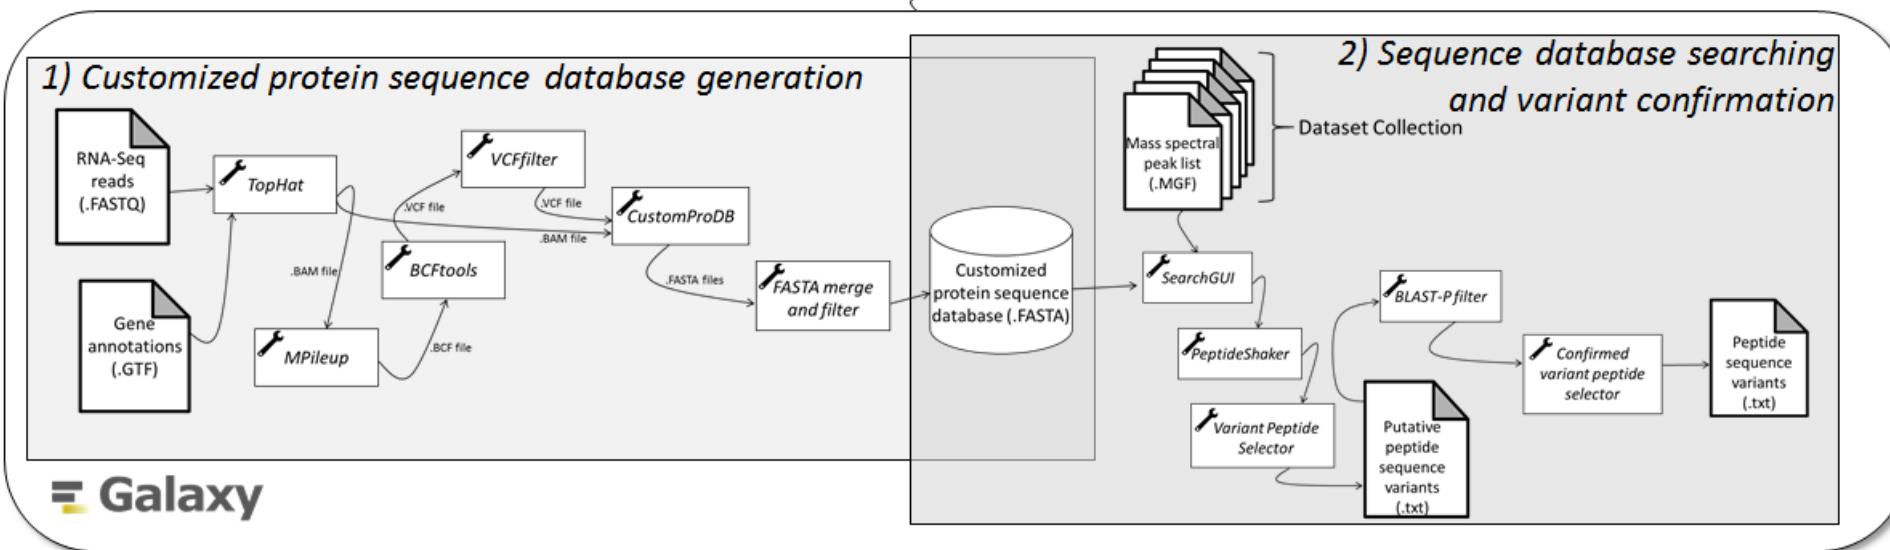 1) Customized protein sequence database generation
RNA-Seq
reads
(.FASTQ)
TopHat
Gene
annotations
(.GTF)
.BAM file
MPileup
.BCF file
BCFtools
.VCF file
VCFfilter
.VCF file
.BAM file
CustomProDB
.FASTA files
FASTA merge
and filter
Customized
protein sequence
database (.FASTA)
Galaxy
2) Sequence database searching
and variant confirmation
Mass spectral
peak list
(.MGF)
Dataset Collection
SearchGUI
PeptideShaker
Variant Peptide
Selector
Putative
peptide
sequence
variants
(.txt)
BLAST-P filter
Confirmed
variant peptide
selector
Peptide
sequence
variants
(.txt)